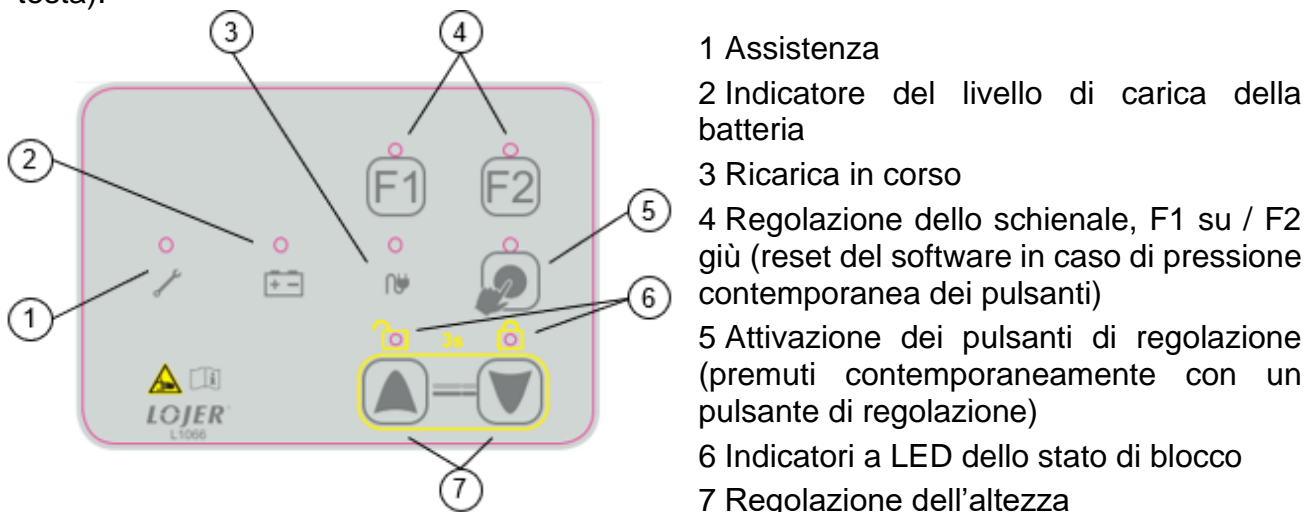 testa).
3
4
1 Assistenza
2 Indicatore del livello di carica della
batteria
2
F1
F2
3 Ricarica in corso
5
4 Regolazione dello schienale, F1 su / F2
giù (reset del software in caso di pressione
contemporanea dei pulsanti)
+ -
6
1
3s
5 Attivazione dei pulsanti di regolazione
(premuti contemporaneamente con un
pulsante di regolazione)
i
LOJER
L1066
6 Indicatori a LED dello stato di blocco
7
7 Regolazione dell'altezza